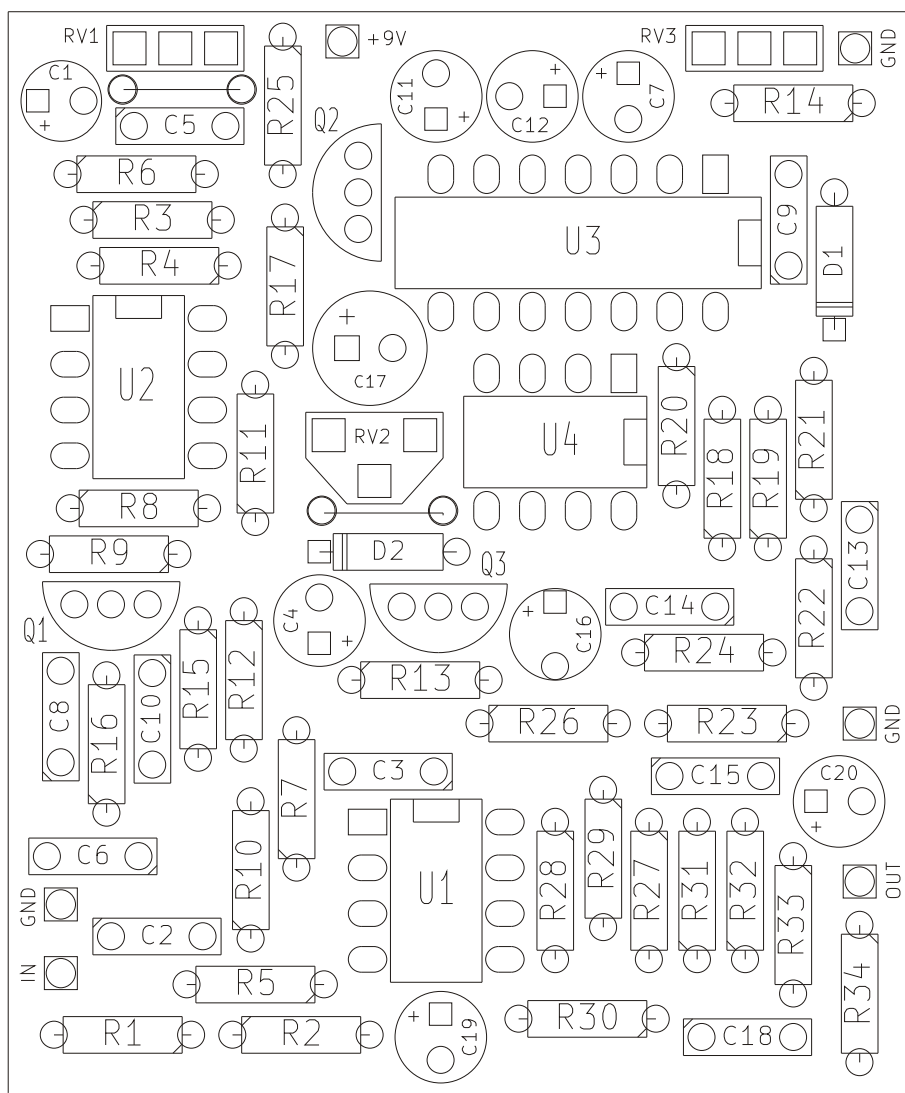 RV1
+9V
RV3
GND
C1
C5
R25
Q2
C11
C12
C7
R14
R6
R3
R4
R17
U3
C9
D1
C17
U2
R11
RV2
U4
R20
R18
R19
R21
R8
R9
D2
Q3
C13
Q1
C4
C16
C14
R22
R24
R15
R12
R13
C8
R16
C10
R26
R23
GND
R7
C3
C15
C20
C6
R10
U1
R28
R29
R27
R31
R32
R33
OUT
GND
C2
IN
R5
R34
R1
R2
C19
R30
C18